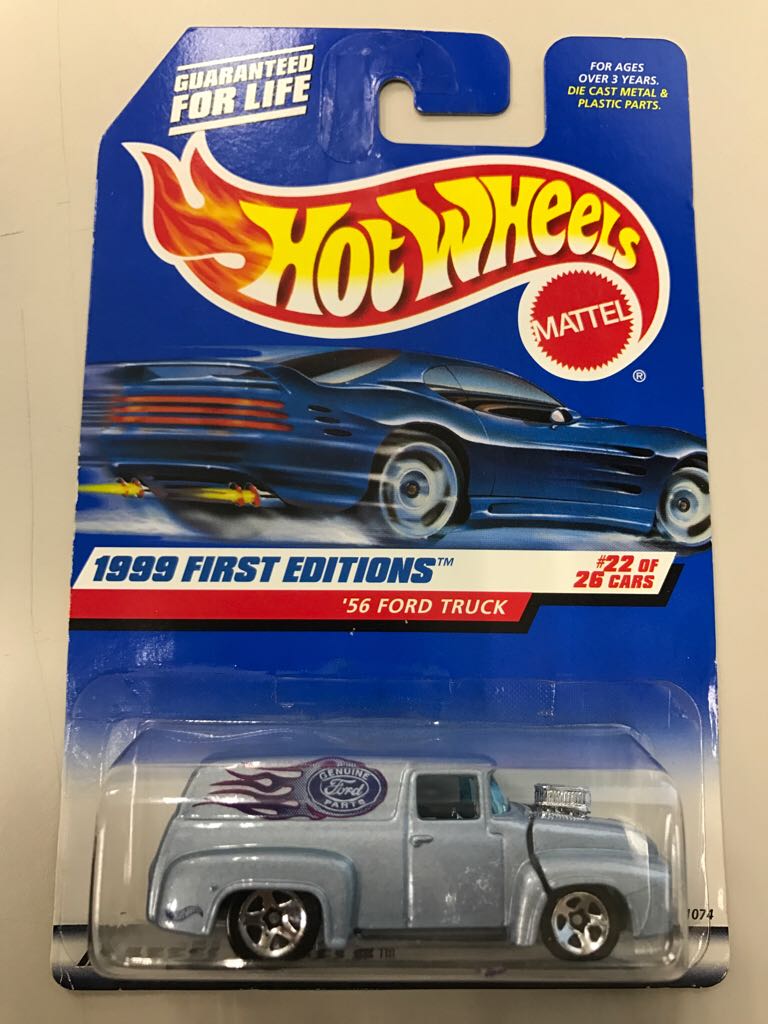 GUARANTEED
FOR LIFE
FOR AGES
OVER 3 YEARS.
DIE CAST METAL &
PLASTIC PARTS.
HOT WHEELS
MATTEL
®
1999 FIRST EDITIONS™
#22 OF
26 CARS
'56 FORD TRUCK
GENUINE
Ford
PARTS
1074